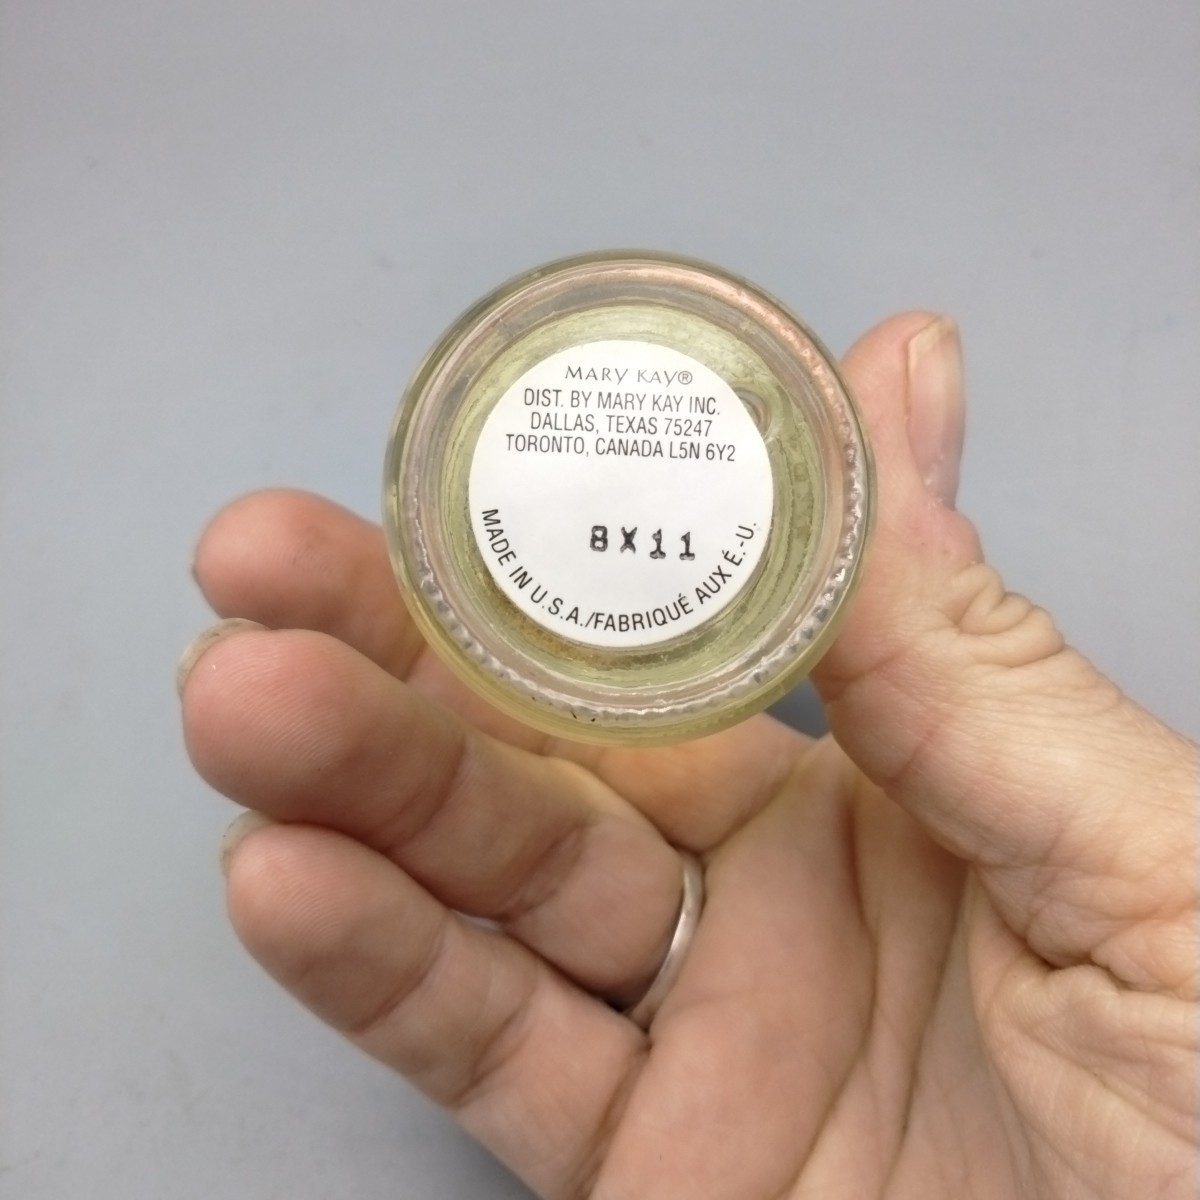 MARY KAY®
DIST. BY MARY KAY INC.
DALLAS, TEXAS 75247
TORONTO, CANADA L5N 6Y2
8X11
MADE IN U.S.A./FABRIQUÉ AUX É.-U.